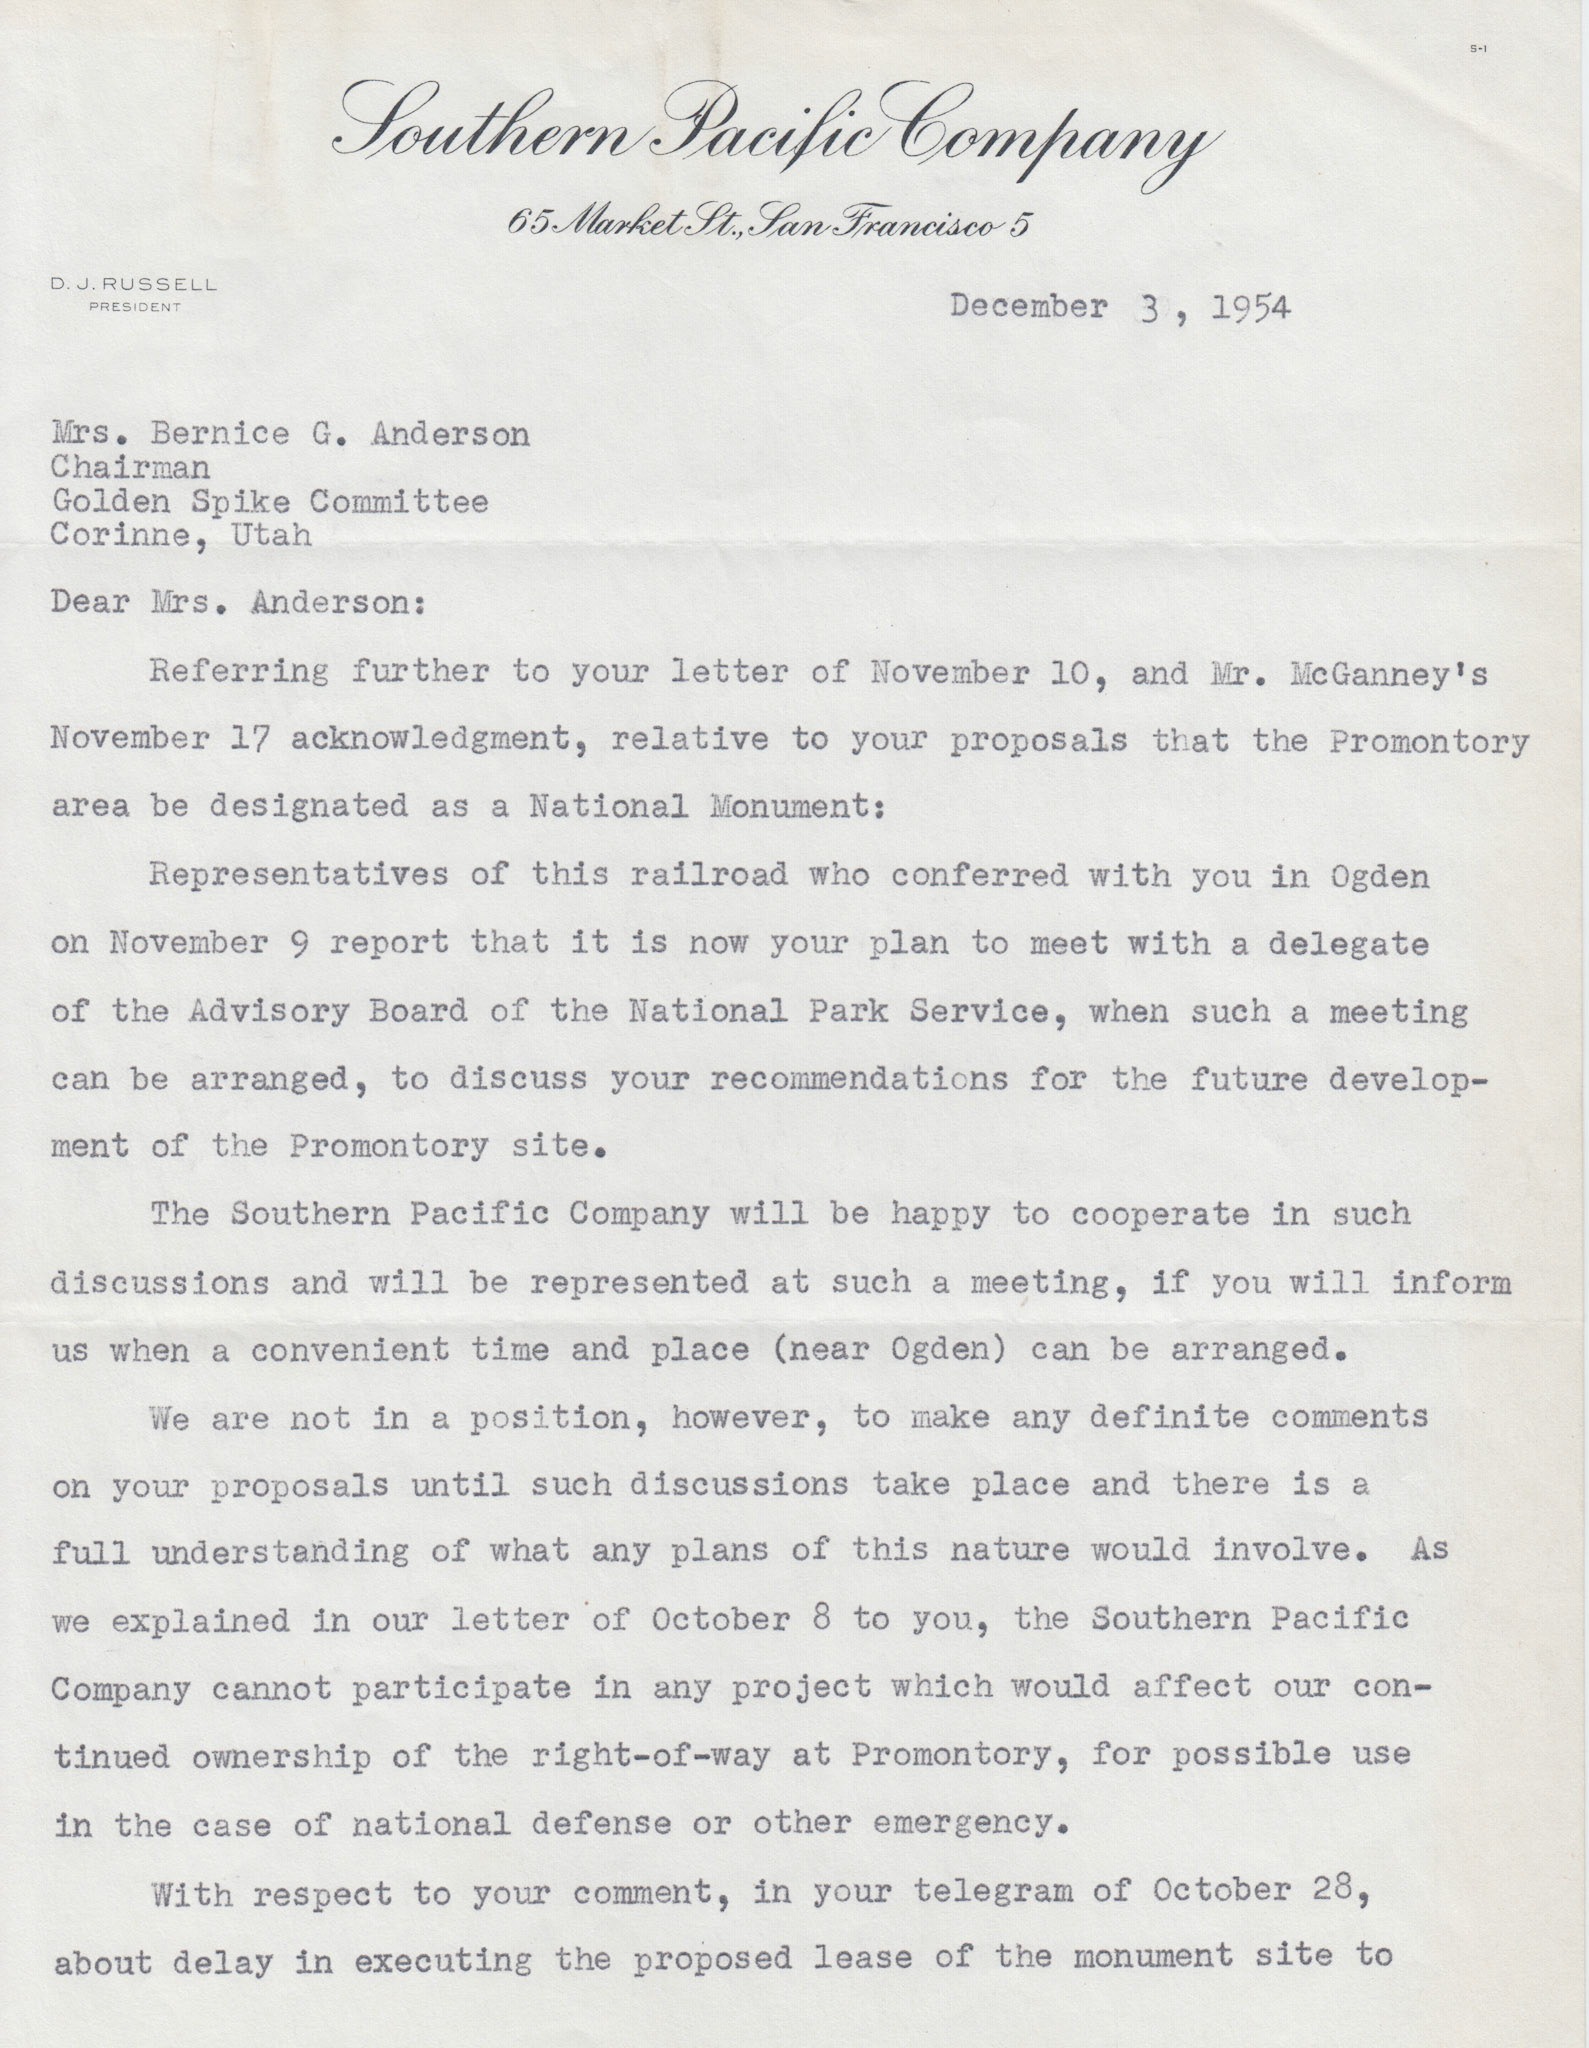 S-1
Southern Pacific Company
65 Market St., San Francisco 5
D. J. RUSSELL
PRESIDENT
December 3, 1954
Mrs. Bernice G. Anderson
Chairman
Golden Spike Committee
Corinne, Utah
Dear Mrs. Anderson:
Referring further to your letter of November 10, and Mr. McGanney's
November 17 acknowledgment, relative to your proposals that the Promontory
area be designated as a National Monument:
Representatives of this railroad who conferred with you in Ogden
on November 9 report that it is now your plan to meet with a delegate
of the Advisory Board of the National Park Service, when such a meeting
can be arranged, to discuss your recommendations for the future develop-
ment of the Promontory site.
The Southern Pacific Company will be happy to cooperate in such
discussions and will be represented at such a meeting, if you will inform
us when a convenient time and place (near Ogden) can be arranged.
We are not in a position, however, to make any definite comments
on your proposals until such discussions take place and there is a
full understanding of what any plans of this nature would involve. As
we explained in our letter of October 8 to you, the Southern Pacific
Company cannot participate in any project which would affect our con-
tinued ownership of the right-of-way at Promontory, for possible use
in the case of national defense or other emergency.
With respect to your comment, in your telegram of October 28,
about delay in executing the proposed lease of the monument site to